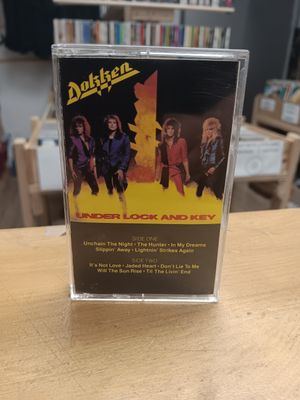 Dokken
UNDER LOCK AND KEY
SIDE ONE
Unchain The Night • The Hunter • In My Dreams
Slippin' Away • Lightnin' Strikes Again
SIDE TWO
It's Not Love • Jaded Heart • Don't Lie To Me
Will The Sun Rise • Til The Livin' End